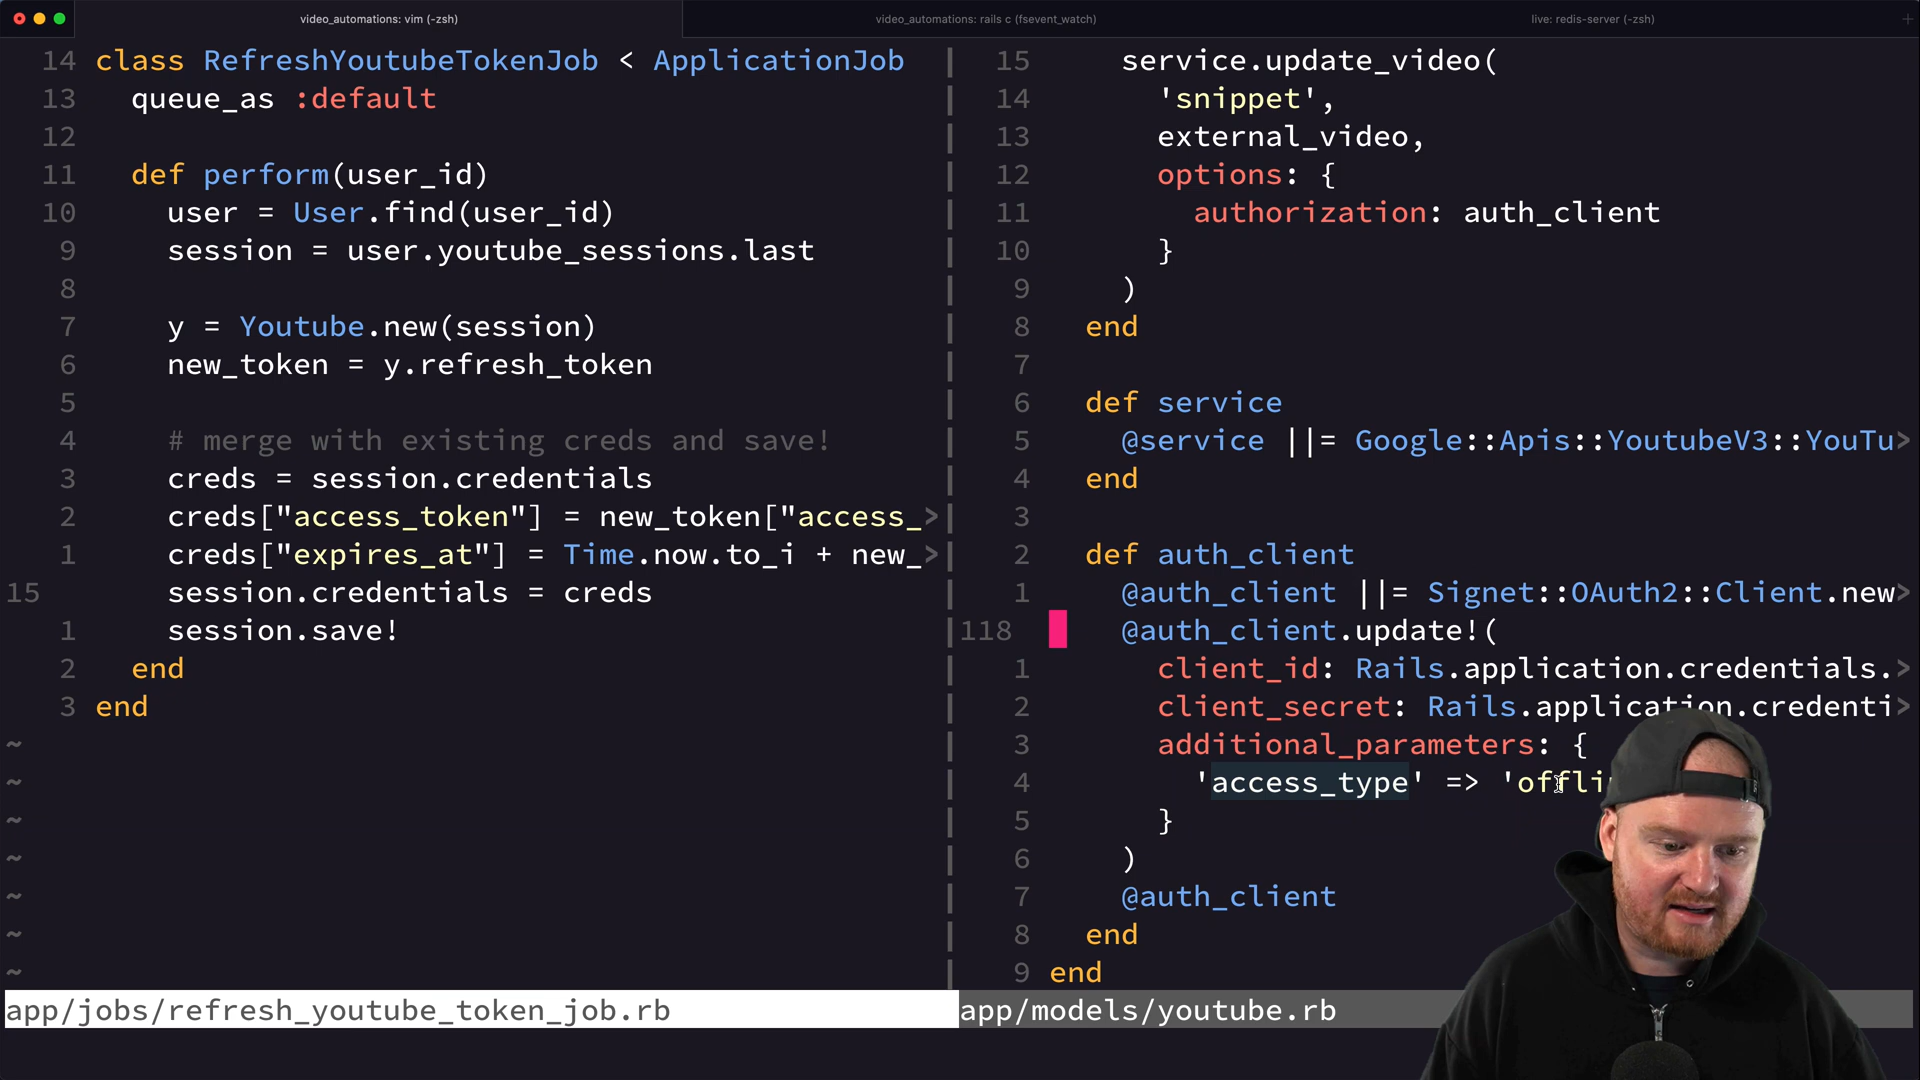 video_automations: vim (-zsh)
video_automations: rails c (fsevent_watch)
live: redis-server (-zsh)
+
14 class RefreshYoutubeTokenJob < ApplicationJob
13 queue_as :default
12
11 def perform(user_id)
10 user = User.find(user_id)
9 session = user.youtube_sessions.last
8
7 y = Youtube.new(session)
6 new_token = y.refresh_token
5
4 # merge with existing creds and save!
3 creds = session.credentials
2 creds["access_token"] = new_token["access_>
1 creds["expires_at"] = Time.now.to_i + new_>
15 session.credentials = creds
1 session.save!
2 end
3 end
~
~
~
~
~
~
~
app/jobs/refresh_youtube_token_job.rb
15 service.update_video(
14 'snippet',
13 external_video,
12 options: {
11 authorization: auth_client
10 }
9 )
8 end
7
6 def service
5 @service ||= Google::Apis::YoutubeV3::YouTu>
4 end
3
2 def auth_client
1 @auth_client ||= Signet::OAuth2::Client.new>
118 @auth_client.update!(
1 client_id: Rails.application.credentials.>
2 client_secret: Rails.application.credenti>
3 additional_parameters: {
4 'access_type' => 'offli
5 }
6 )
7 @auth_client
8 end
9 end
app/models/youtube.rb